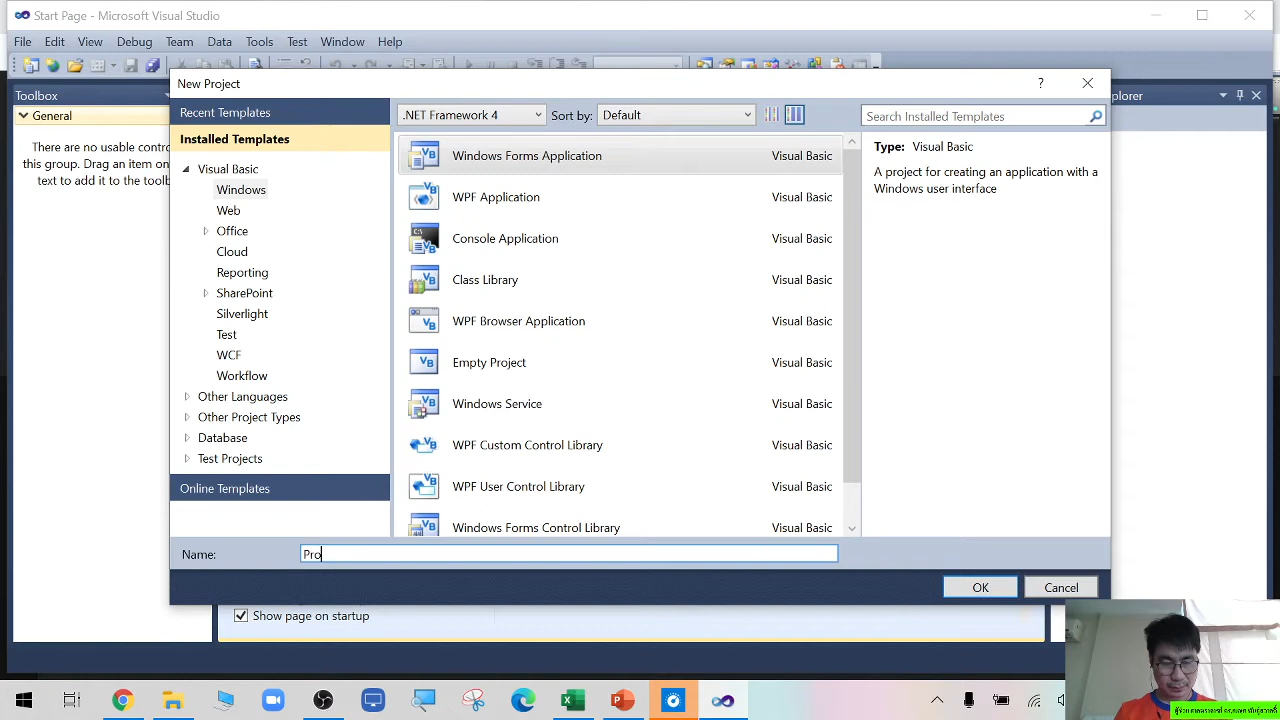 Start Page - Microsoft Visual Studio
File Edit View Debug Team Data Tools Test Window Help
Toolbox
General
There are no usable contr
this group. Drag an item on
text to add it to the toolb
New Project
plorer
Recent Templates
Installed Templates
Visual Basic
Windows
Web
Office
Cloud
Reporting
SharePoint
Silverlight
Test
WCF
Workflow
Other Languages
Other Project Types
Database
Test Projects
Online Templates
.NET Framework 4
Sort by: Default
Search Installed Templates
Windows Forms Application Visual Basic
WPF Application Visual Basic
Console Application Visual Basic
Class Library Visual Basic
WPF Browser Application Visual Basic
Empty Project Visual Basic
Windows Service Visual Basic
WPF Custom Control Library Visual Basic
WPF User Control Library Visual Basic
Windows Forms Control Library Visual Basic
Type: Visual Basic
A project for creating an application with a
Windows user interface
Name: Pro
OK Cancel
Show page on startup